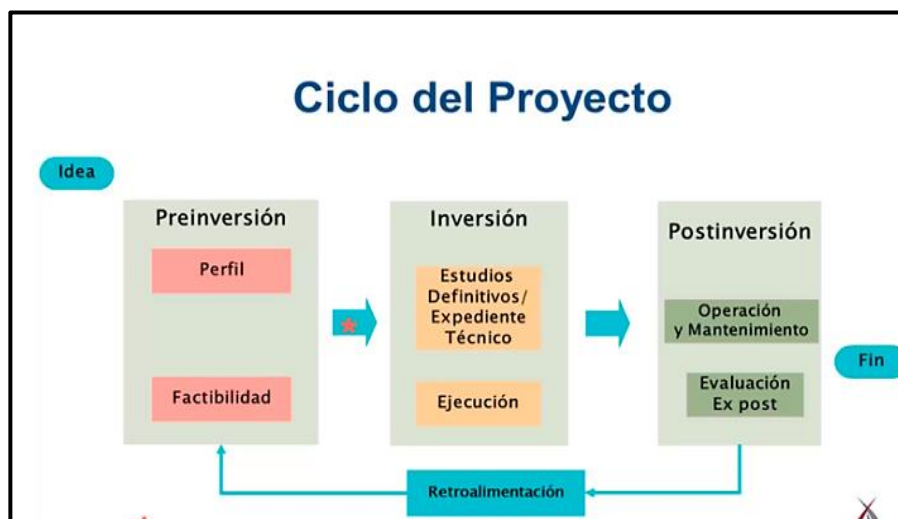 Ciclo del Proyecto
Idea
Preinversión
Perfil
Factibilidad
Inversión
Estudios
Definitivos/
Expediente
Técnico
Ejecución
Postinversión
Operación
y Mantenimiento
Evaluación
Ex post
Fin
Retroalimentación